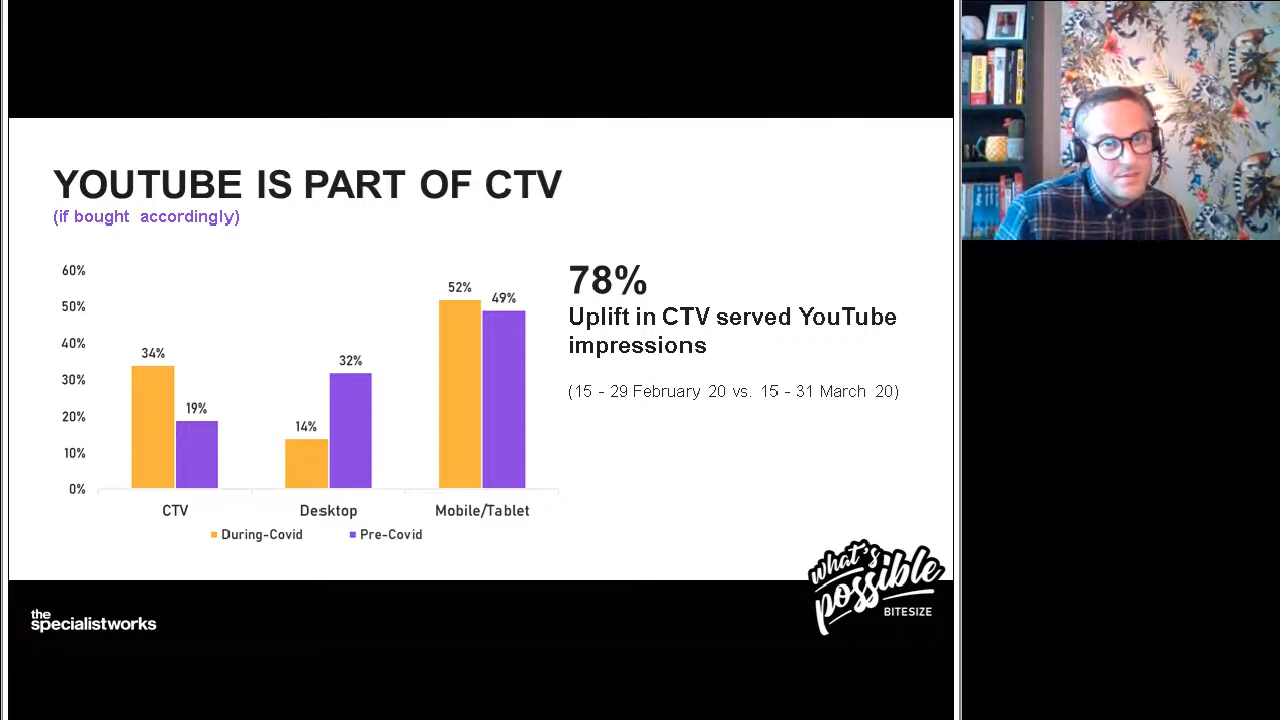 YOUTUBE IS PART OF CTV
(if bought accordingly)
60%
50%
40%
30%
20%
10%
0%
34%
19%
14%
32%
52%
49%
CTV
Desktop
Mobile/Tablet
During-Covid
Pre-Covid
78%
Uplift in CTV served YouTube
impressions
(15 - 29 February 20 vs. 15 - 31 March 20)
the
specialistworks
what's
possible
BITESIZE